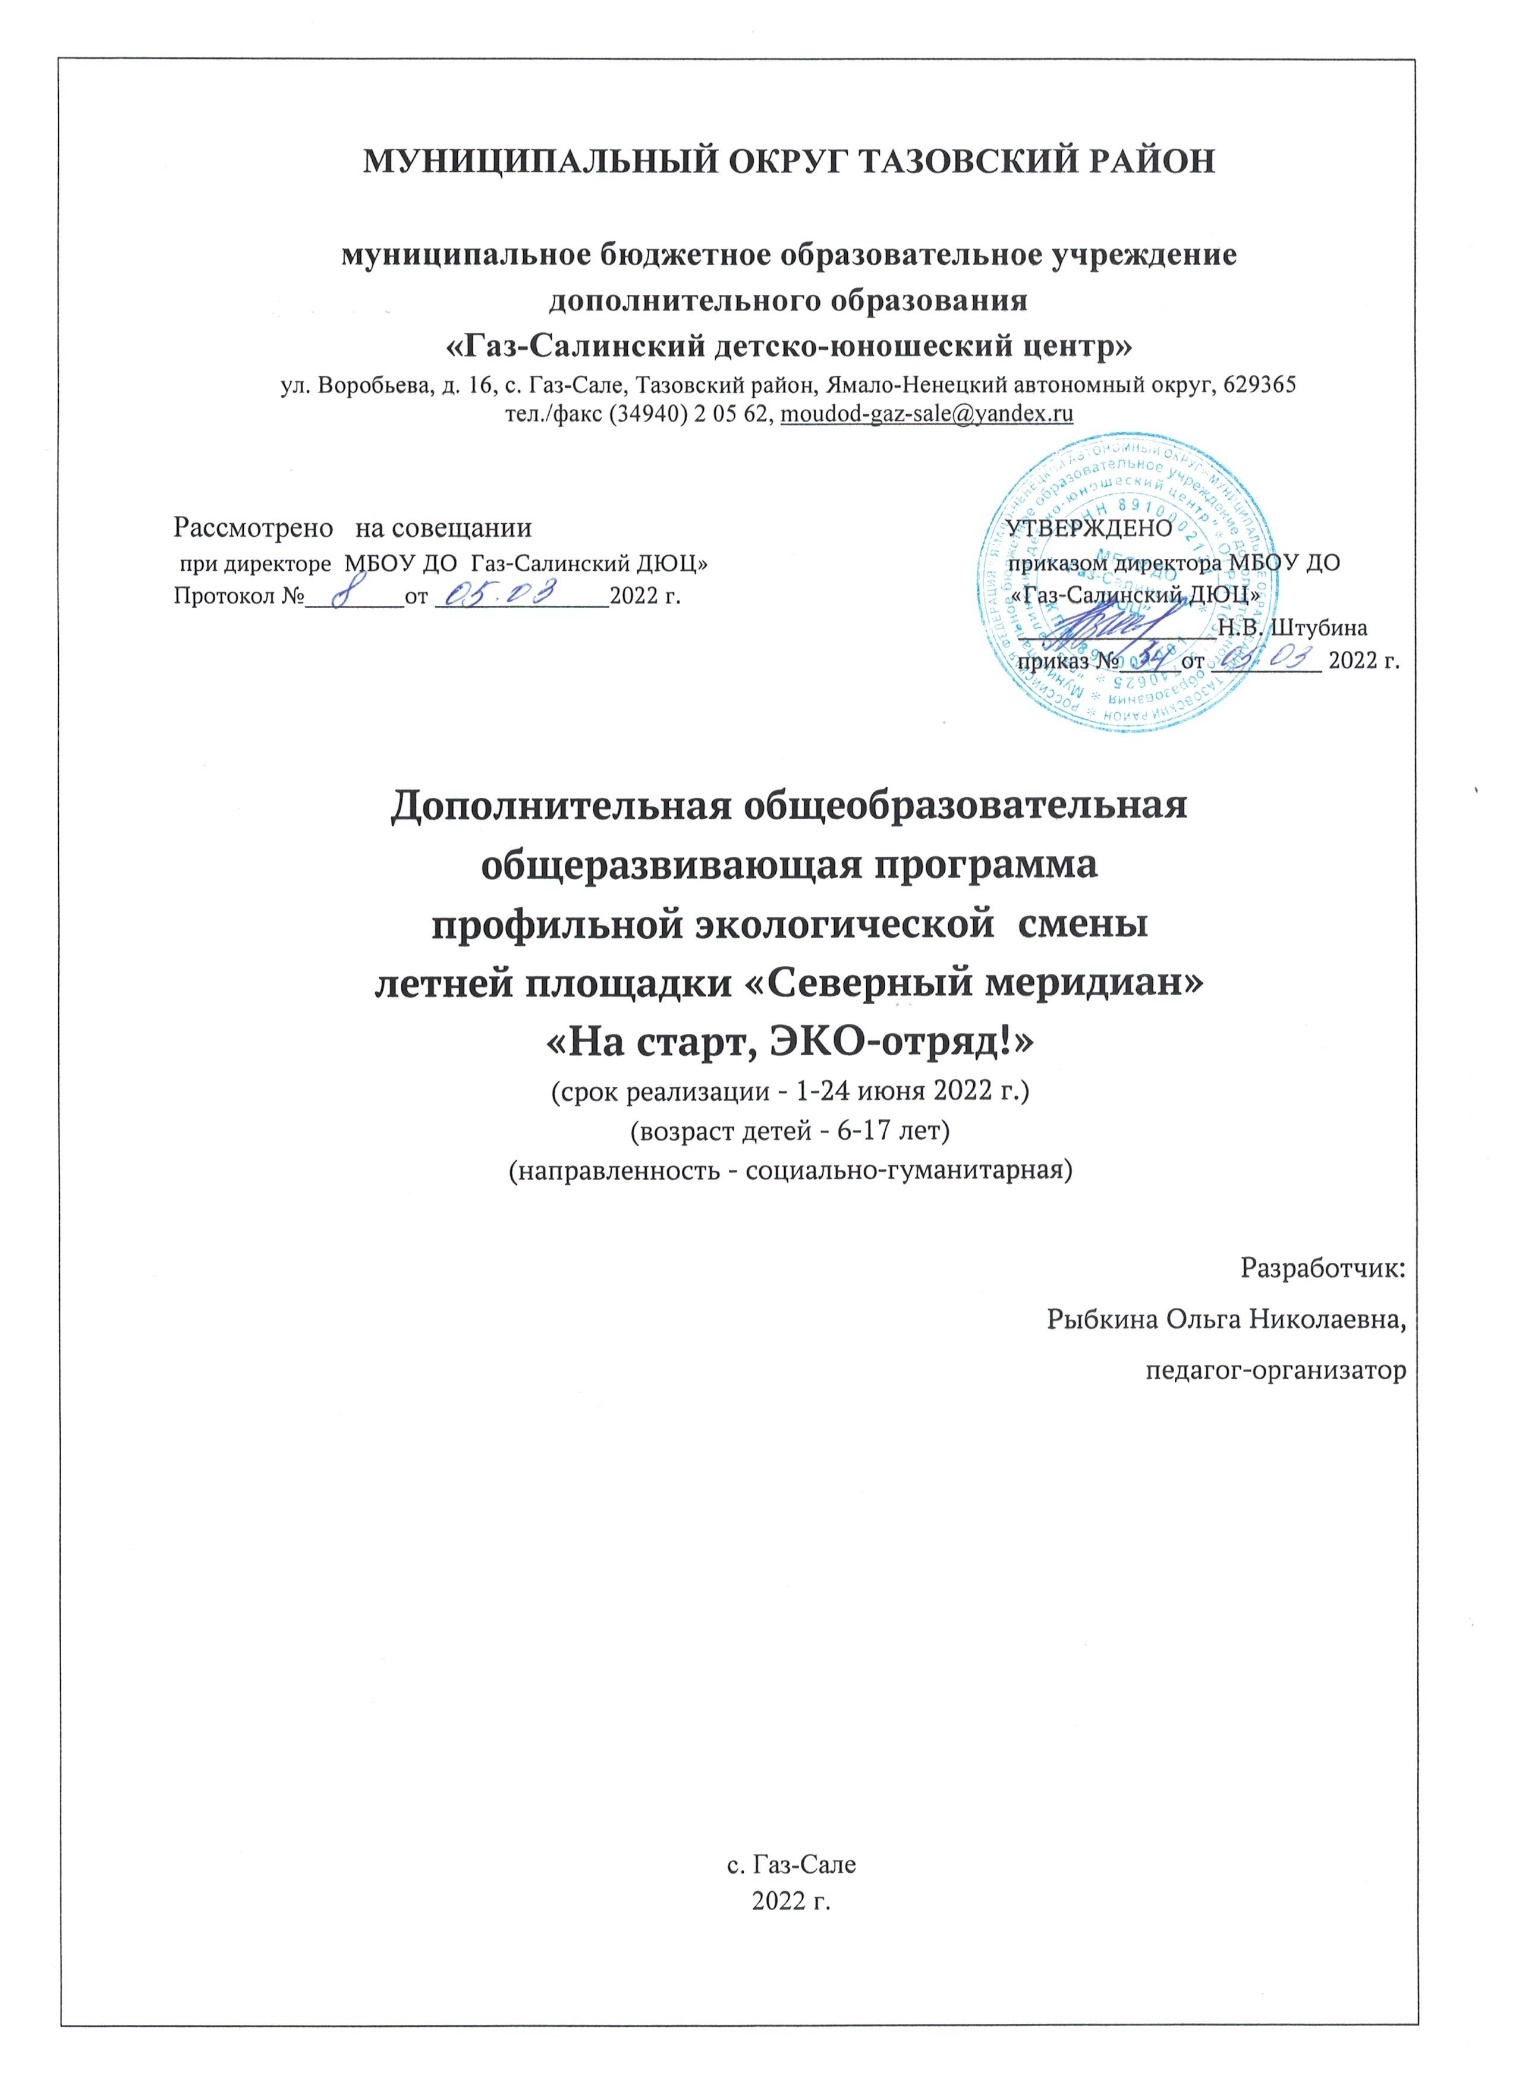 МУНИЦИПАЛЬНЫЙ ОКРУГ ТАЗОВСКИЙ РАЙОН
муниципальное бюджетное образовательное учреждение
дополнительного образования
«Газ-Салинский детско-юношеский центр»
ул. Воробьева, д. 16, с. Газ-Сале, Тазовский район, Ямало-Ненецкий автономный округ, 629365
тел./факс (34940) 2 05 62, moudod-gaz-sale@yandex.ru
Рассмотрено на совещании
при директоре МБОУ ДО Газ-Салинский ДЮЦ»
Протокол № 8 от 05.03 2022 г.
УТВЕРЖДЕНО
приказом директора МБОУ ДО
«Газ-Салинский ДЮЦ»
Н.В. Штубина
приказ № 34 от 05.03 2022 г.
Дополнительная общеобразовательная
общеразвивающая программа
профильной экологической смены
летней площадки «Северный меридиан»
«На старт, ЭКО-отряд!»
(срок реализации - 1-24 июня 2022 г.)
(возраст детей - 6-17 лет)
(направленность - социально-гуманитарная)
Разработчик:
Рыбкина Ольга Николаевна,
педагог-организатор
с. Газ-Сале
2022 г.